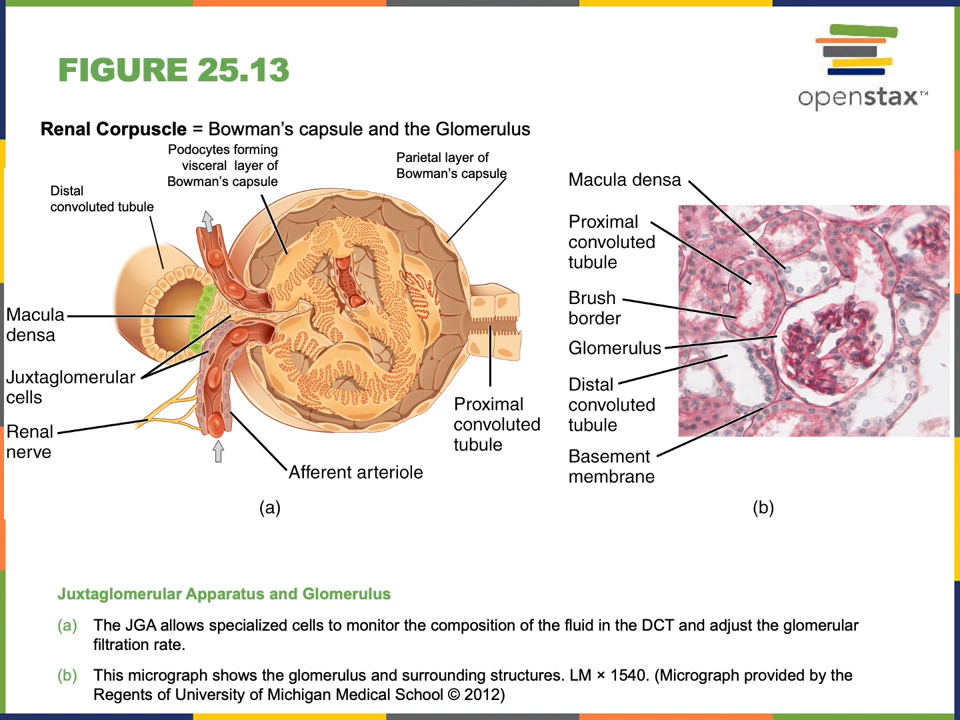 FIGURE 25.13
openstax™
Renal Corpuscle = Bowman's capsule and the Glomerulus
Podocytes forming
visceral layer of
Bowman's capsule
Parietal layer of
Bowman's capsule
Distal
convoluted tubule
Macula
densa
Juxtaglomerular
cells
Renal
nerve
Afferent arteriole
Proximal
convoluted
tubule
(a)
Macula densa
Proximal
convoluted
tubule
Brush
border
Glomerulus
Distal
convoluted
tubule
Basement
membrane
(b)
Juxtaglomerular Apparatus and Glomerulus
(a) The JGA allows specialized cells to monitor the composition of the fluid in the DCT and adjust the glomerular
filtration rate.
(b) This micrograph shows the glomerulus and surrounding structures. LM × 1540. (Micrograph provided by the
Regents of University of Michigan Medical School © 2012)